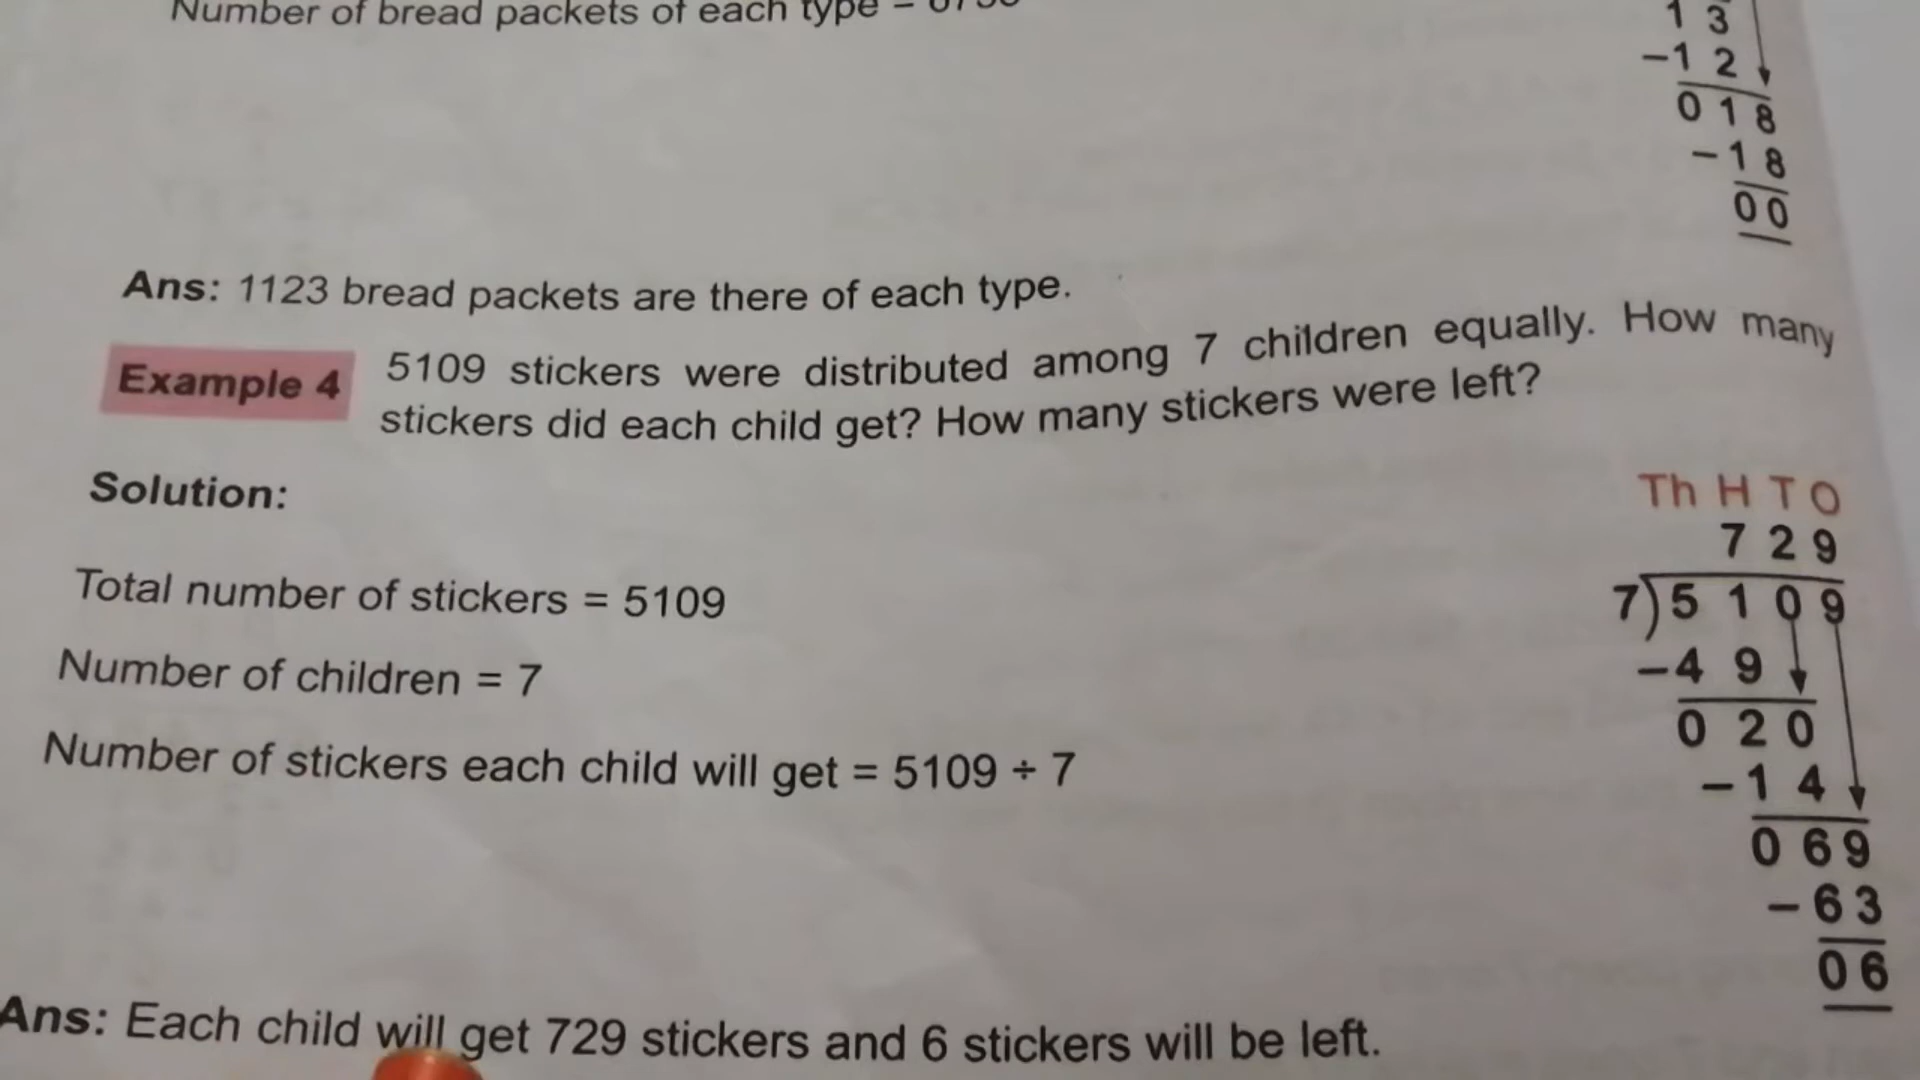 Number of bread packets of each type =
1 3
-1 2
0 1 8
-1 8
0 0
Ans: 1123 bread packets are there of each type.
Example 4 5109 stickers were distributed among 7 children equally. How many
stickers did each child get? How many stickers were left?
Solution:
Total number of stickers = 5109
Number of children = 7
Number of stickers each child will get = 5109 ÷ 7
Th H T O
7 2 9
7)5 1 0 9
-4 9
0 2 0
-1 4
0 6 9
-6 3
0 6
Ans: Each child will get 729 stickers and 6 stickers will be left.